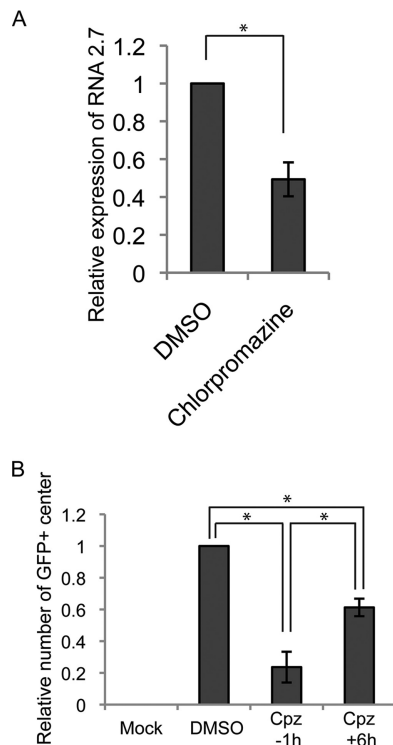 A
Relative expression of RNA 2.7
1.2
1
0.8
0.6
0.4
0.2
0
*
DMSO
Chlorpromazine
B
Relative number of GFP+ center
1.2
1
0.8
0.6
0.4
0.2
0
*
*
*
Mock
DMSO
Cpz
-1h
Cpz
+6h